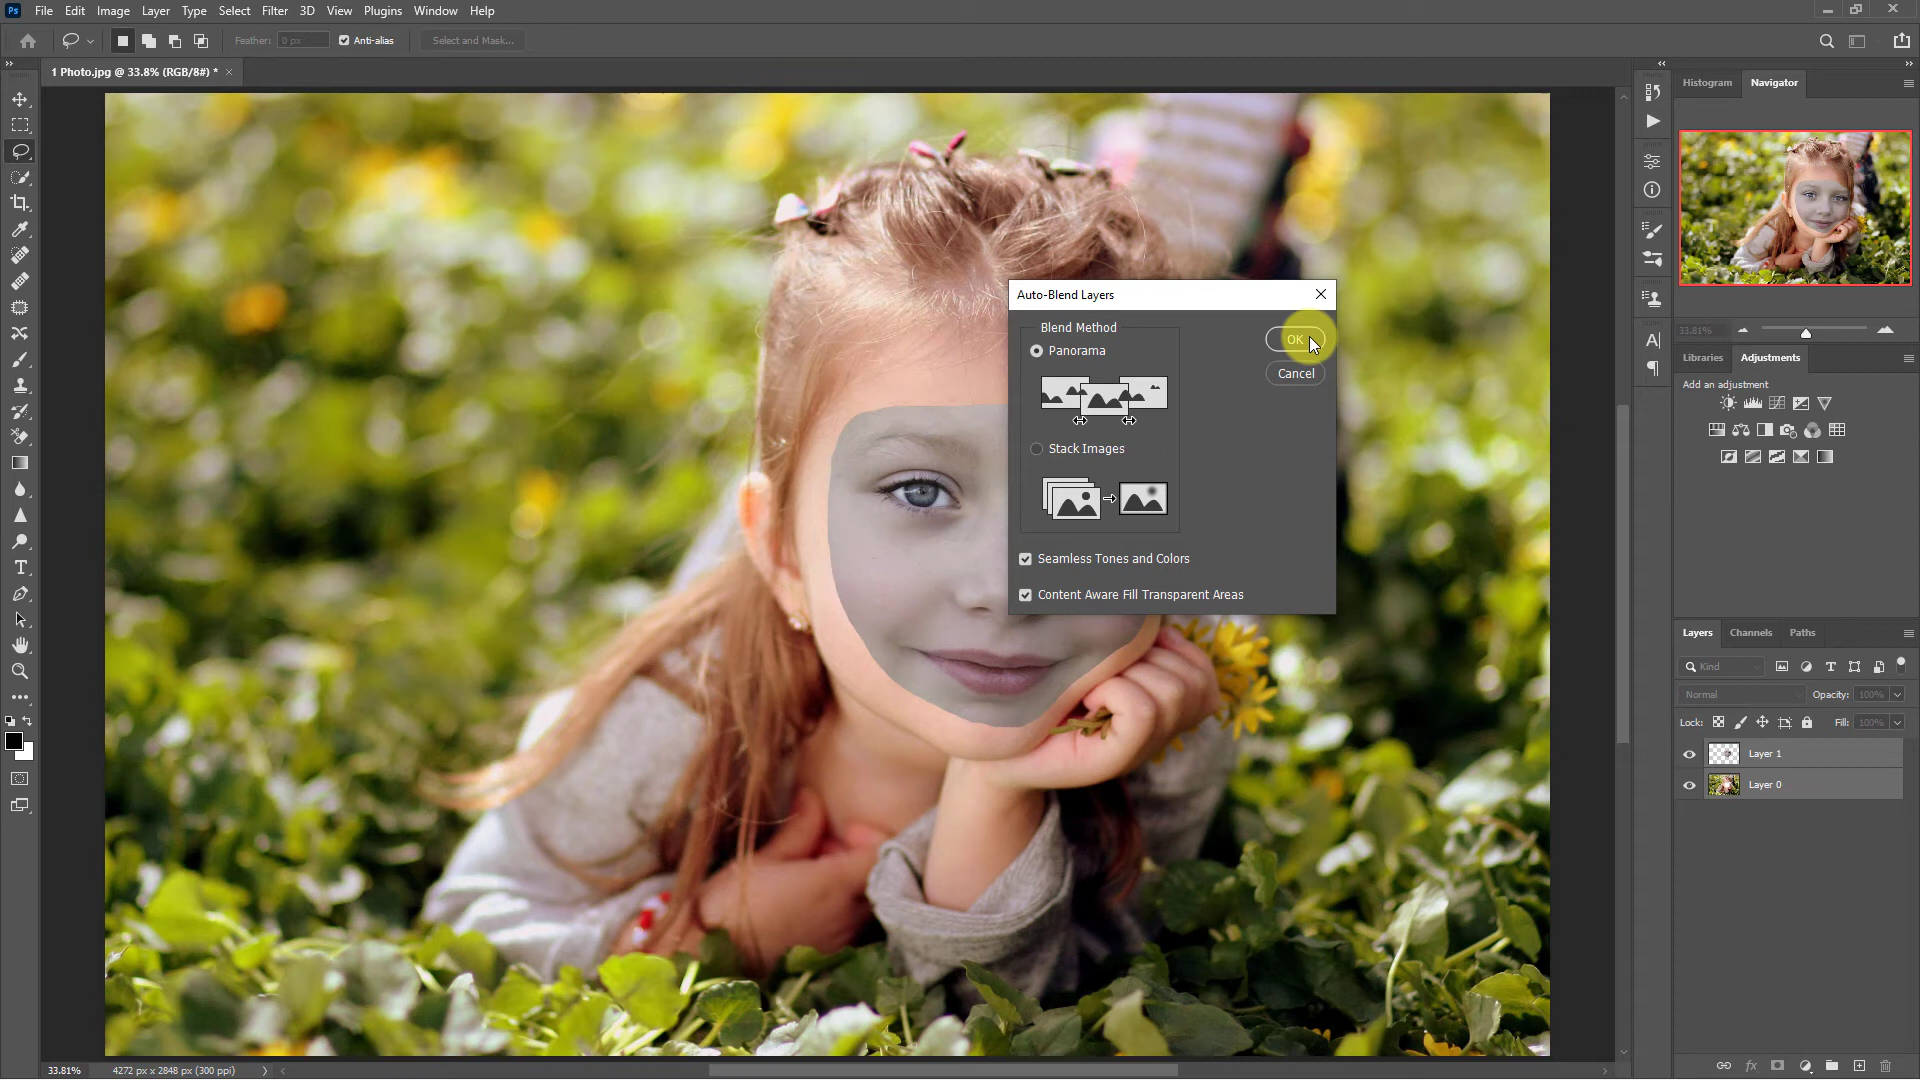 Ps File Edit Image Layer Type Select Filter 3D View Plugins Window Help
Feather: 0 px Anti-alias Select and Mask...
1 Photo.jpg @ 33.8% (RGB/8#) * ×
Histogram Navigator
33.81%
Libraries Adjustments
Add an adjustment
Auto-Blend Layers
Blend Method
Panorama
OK
Cancel
Stack Images
Seamless Tones and Colors
Content Aware Fill Transparent Areas
Layers Channels Paths
Kind
Normal Opacity: 100%
Lock: Fill: 100%
Layer 1
Layer 0
fx
33.81% 4272 px x 2848 px (300 ppi)